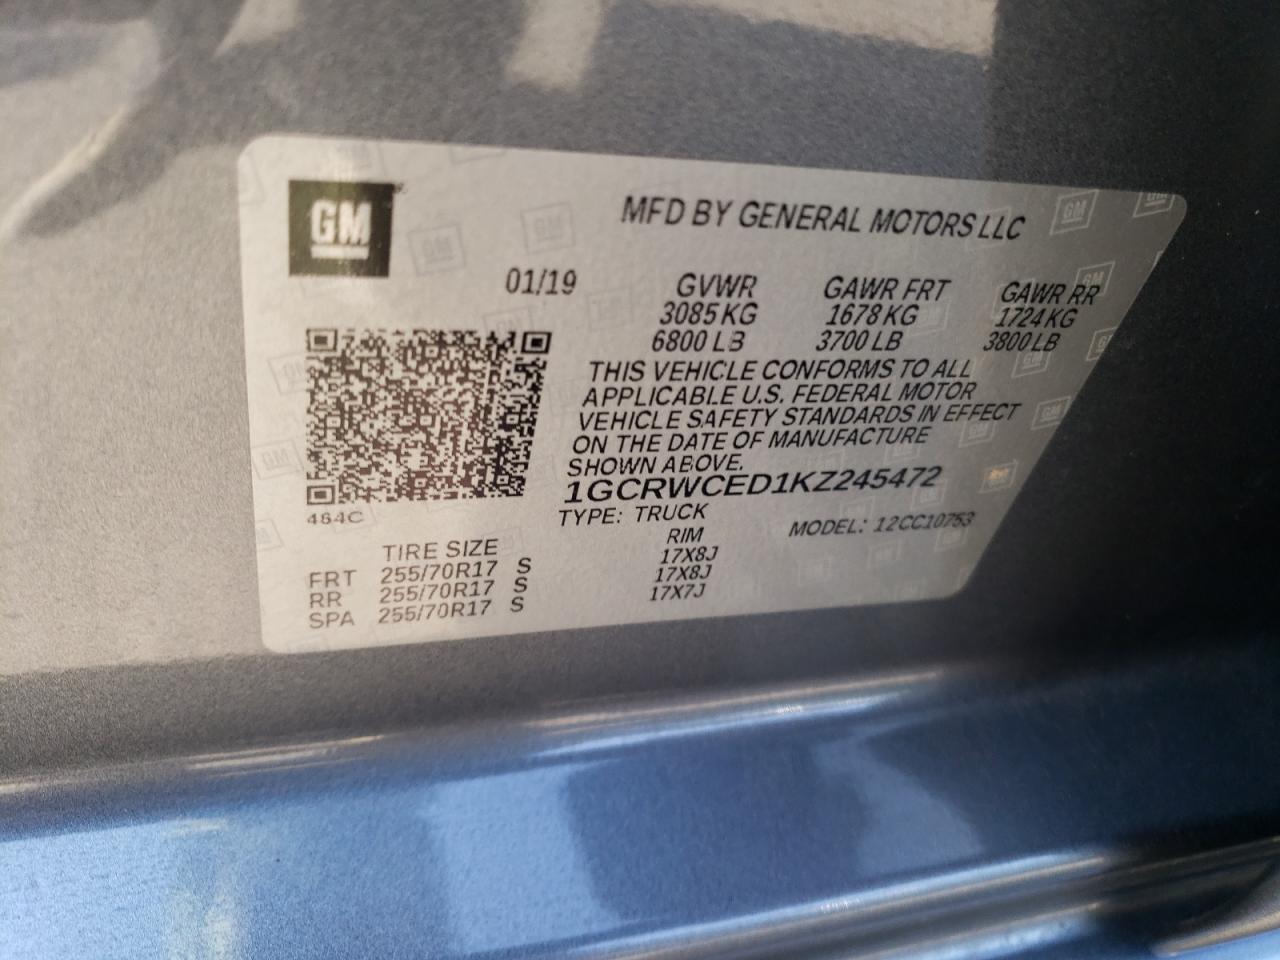 GM
MFD BY GENERAL MOTORS LLC
01/19 GVWR GAWR FRT GAWR RR
3085 KG 1678 KG 1724 KG
6800 LB 3700 LB 3800 LB
THIS VEHICLE CONFORMS TO ALL
APPLICABLE U.S. FEDERAL MOTOR
VEHICLE SAFETY STANDARDS IN EFFECT
ON THE DATE OF MANUFACTURE
SHOWN ABOVE.
1GCRWCED1KZ245472
484C
TYPE: TRUCK MODEL: 12CC10753
TIRE SIZE RIM
FRT 255/70R17 S 17X8J
RR 255/70R17 S 17X8J
SPA 255/70R17 S 17X7J